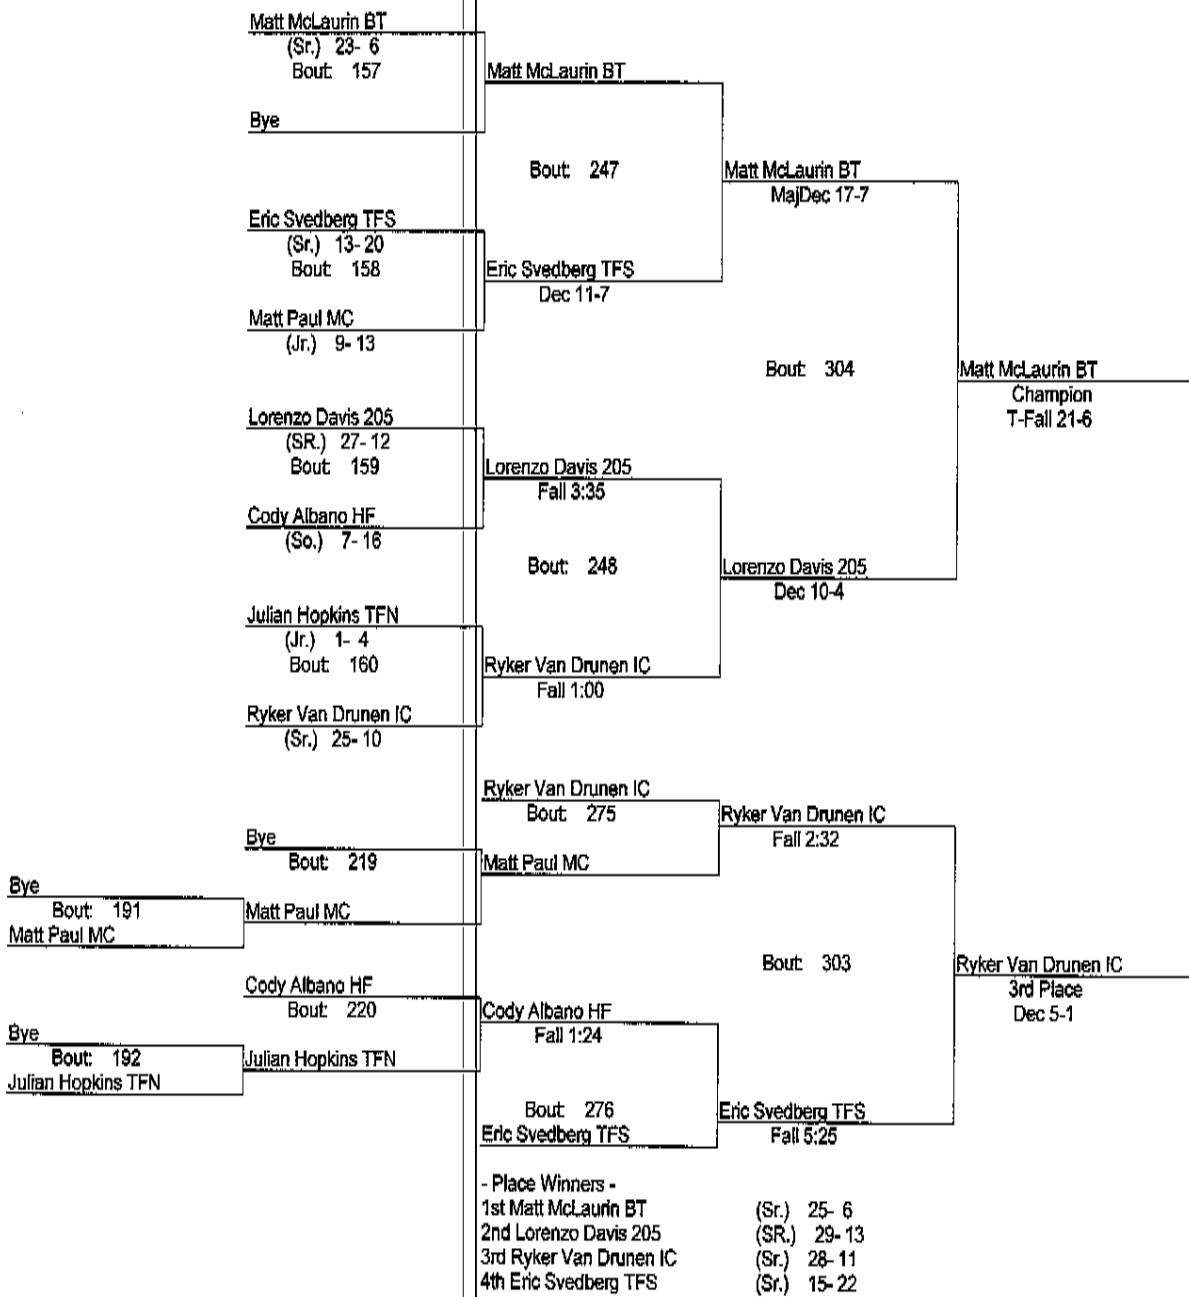 Matt McLaurin BT
(Sr.) 23- 6
Bout: 157
Matt McLaurin BT
Bye
Bout: 247
Matt McLaurin BT
MajDec 17-7
Eric Svedberg TFS
(Sr.) 13- 20
Bout: 158
Eric Svedberg TFS
Dec 11-7
Matt Paul MC
(Jr.) 9- 13
Bout: 304
Matt McLaurin BT
Champion
T-Fall 21-6
Lorenzo Davis 205
(SR.) 27- 12
Bout: 159
Lorenzo Davis 205
Fall 3:35
Cody Albano HF
(So.) 7- 16
Bout: 248
Lorenzo Davis 205
Dec 10-4
Julian Hopkins TFN
(Jr.) 1- 4
Bout: 160
Ryker Van Drunen IC
Fall 1:00
Ryker Van Drunen IC
(Sr.) 25- 10
Ryker Van Drunen IC
Bout: 275
Ryker Van Drunen IC
Fall 2:32
Bye
Bout: 219
Matt Paul MC
Bye
Bout: 191
Matt Paul MC
Matt Paul MC
Bout: 303
Ryker Van Drunen IC
3rd Place
Dec 5-1
Cody Albano HF
Bout: 220
Cody Albano HF
Fall 1:24
Bye
Bout: 192
Julian Hopkins TFN
Julian Hopkins TFN
Bout: 276
Eric Svedberg TFS
Eric Svedberg TFS
Fall 5:25
- Place Winners -
1st Matt McLaurin BT (Sr.) 25- 6
2nd Lorenzo Davis 205 (SR.) 29- 13
3rd Ryker Van Drunen IC (Sr.) 28- 11
4th Eric Svedberg TFS (Sr.) 15- 22